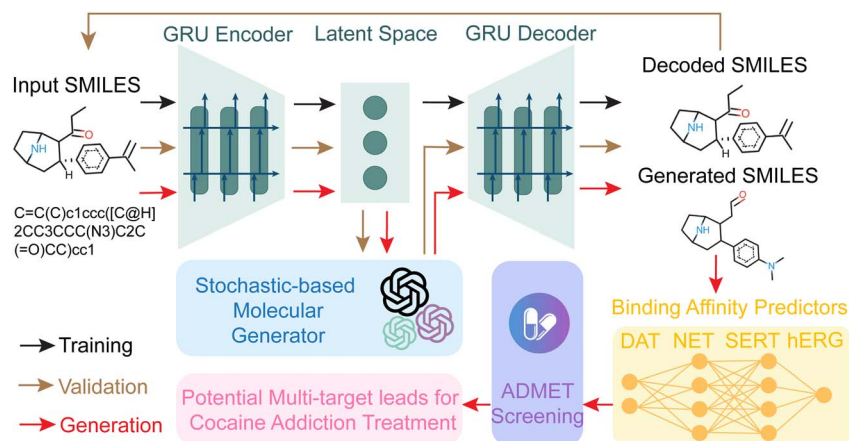 GRU Encoder
Latent Space
GRU Decoder
Input SMILES
Decoded SMILES
O
NH
H
O
NH
H
Generated SMILES
C=C(C)c1ccc([C@H]
2CC3CCC(N3)C2C
(=O)CC)cc1
O
NH
N
Stochastic-based
Molecular
Generator
Binding Affinity Predictors
DAT NET SERT hERG
Training
Validation
Generation
ADMET
Screening
Potential Multi-target leads for
Cocaine Addiction Treatment